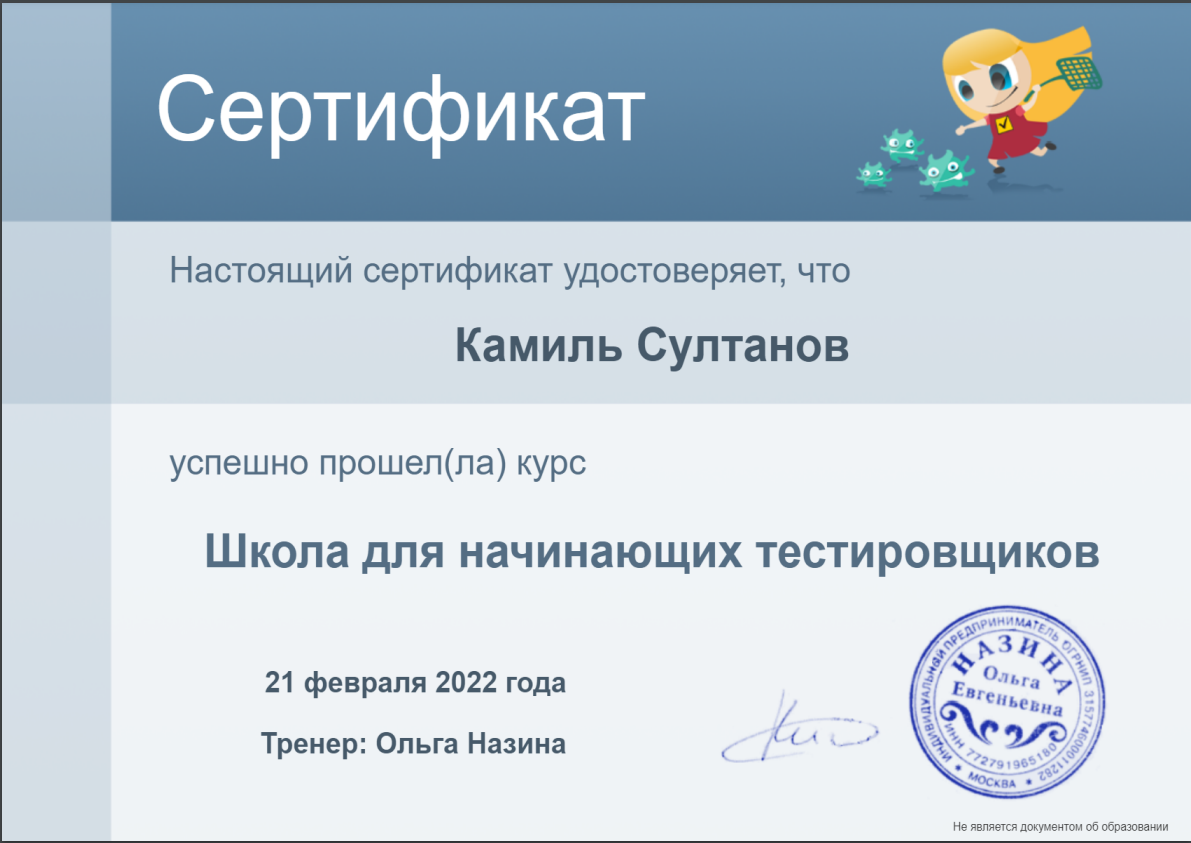 Сертификат
Настоящий сертификат удостоверяет, что
Камиль Султанов
успешно прошел(ла) курс
Школа для начинающих тестировщиков
21 февраля 2022 года
Тренер: Ольга Назина
ИНДИВИДУАЛЬНЫЙ ПРЕДПРИНИМАТЕЛЬ ОГРНИП
НАЗИНА
Ольга
Евгеньевна
ИНН 772791965180
* МОСКВА *
Не является документом об образовании